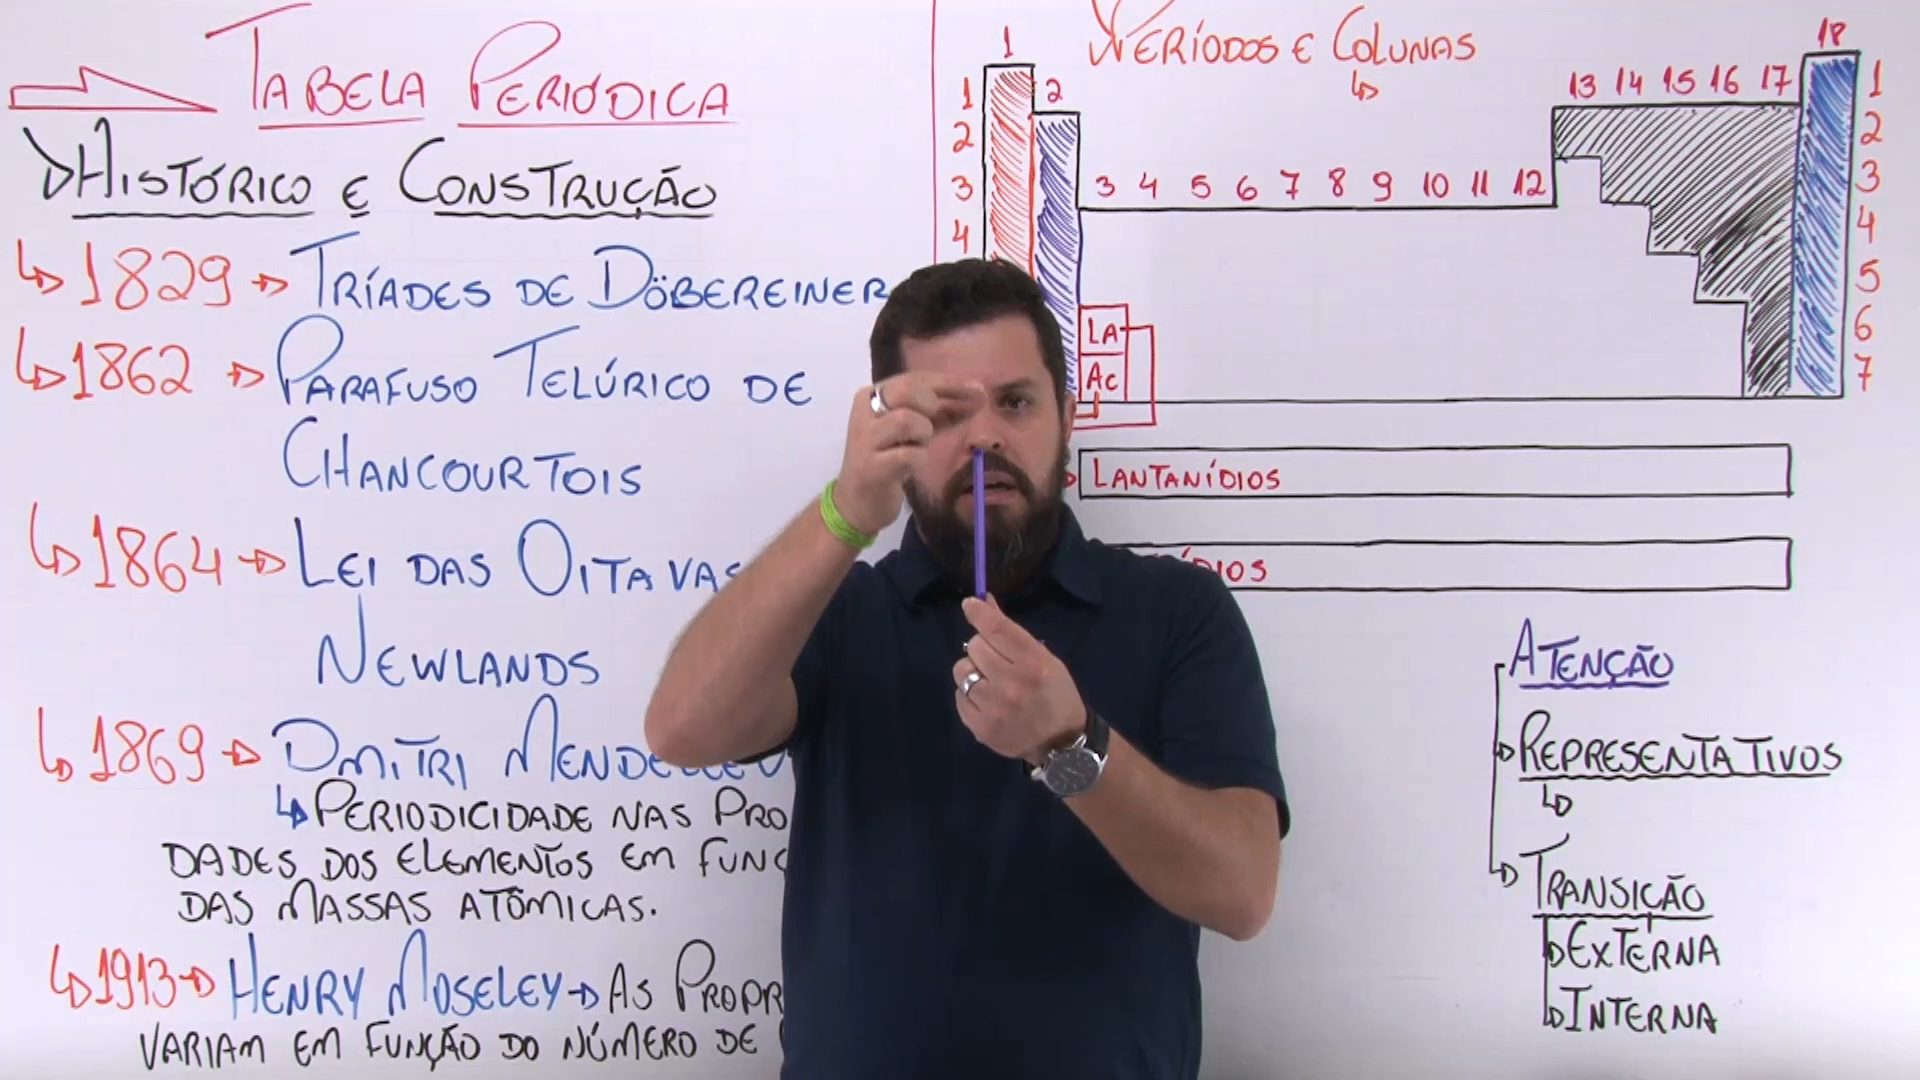 TABELA PERIÓDICA
HISTÓRICO E CONSTRUÇÃO
1829 TRÍADES DE DÖBEREINER
1862 PARAFUSO TELÚRICO DE
CHANCOURTOIS
1864 LEI DAS OITAVAS
NEWLANDS
1869 DMITRI
PERIODICIDADE NAS PRO
DADES DOS ELEMENTOS EM FUNÇ
DAS MASSAS ATÔMICAS.
1913 HENRY MOSELEY AS PROPR
VARIAM EM FUNÇÃO DO NÚMERO DE
PERÍODOS E COLUNAS
1 18
2 13 14 15 16 17
3 4 5 6 7 8 9 10 11 12
1
2
3
4
1
2
3
4
5
6
7
LA
AC
LANTANÍDIOS
ÍDIOS
ATENÇÃO
REPRESENTATIVOS
TRANSIÇÃO
EXTERNA
INTERNA